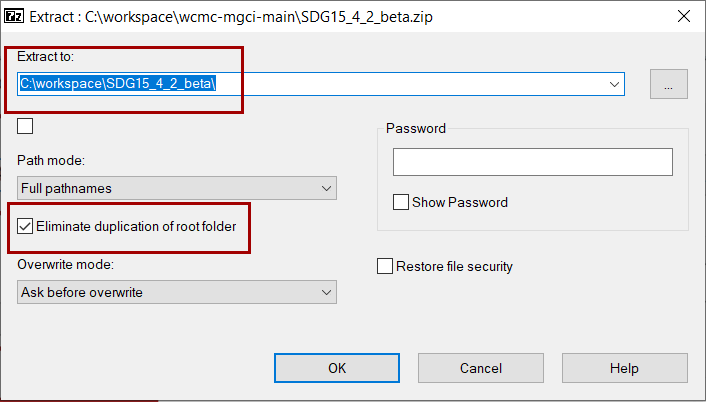 7z Extract : C:\workspace\wcmc-mgci-main\SDG15_4_2_beta.zip
Extract to:
C:\workspace\SDG15_4_2_beta\
...
Password
Path mode:
Full pathnames
Show Password
Eliminate duplication of root folder
Overwrite mode:
Restore file security
Ask before overwrite
OK
Cancel
Help